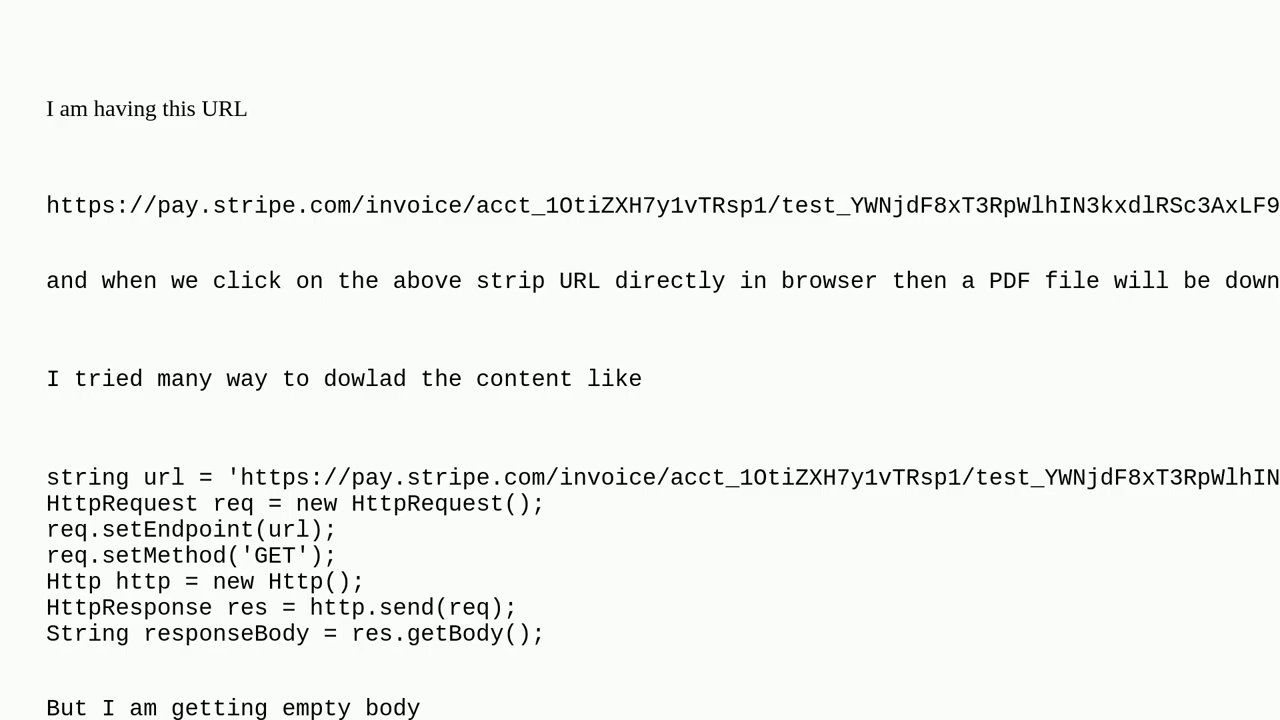 I am having this URL
https://pay.stripe.com/invoice/acct_1OtiZXH7y1vTRsp1/test_YWNjdF8xT3RpWlhIN3kxdlRSc3AxLF9
and when we click on the above strip URL directly in browser then a PDF file will be down
I tried many way to dowlad the content like
string url = 'https://pay.stripe.com/invoice/acct_1OtiZXH7y1vTRsp1/test_YWNjdF8xT3RpWlhIN
HttpRequest req = new HttpRequest();
req.setEndpoint(url);
req.setMethod('GET');
Http http = new Http();
HttpResponse res = http.send(req);
String responseBody = res.getBody();
But I am getting empty body